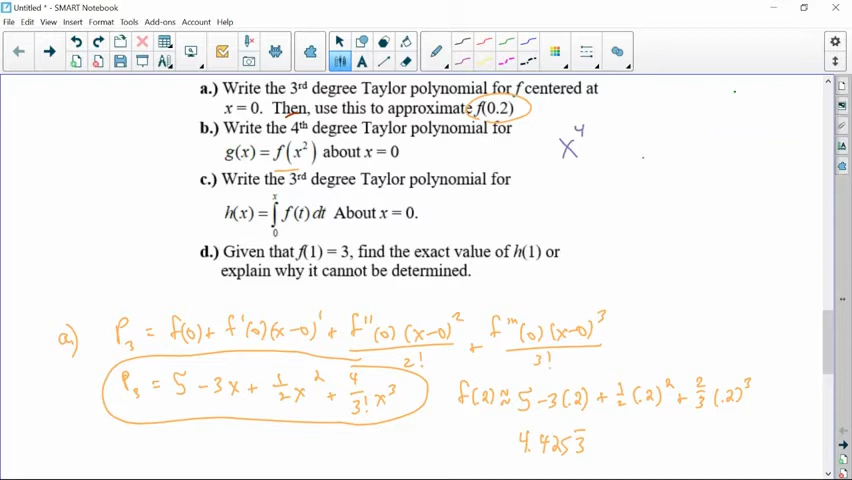 Untitled* - SMART Notebook
File Edit View Insert Format Tools Add-ons Account Help
a.) Write the 3rd degree Taylor polynomial for f centered at
x = 0. Then, use this to approximate f(0.2)
b.) Write the 4th degree Taylor polynomial for
g(x) = f(x²) about x = 0
x⁴
c.) Write the 3rd degree Taylor polynomial for
h(x) = ∫₀ˣ f(t) dt About x = 0.
d.) Given that f(1) = 3, find the exact value of h(1) or
explain why it cannot be determined.
a) P₃ = f(0) + f'(0)(x-0)¹ + f''(0)(x-0)²/2! + f'''(0)(x-0)³/3!
P₃ = 5 - 3x + 1/2 x² + 4/3! x³
f(.2) ≈ 5 - 3(.2) + 1/2 (.2)² + 2/3 (.2)³
4.4253̅